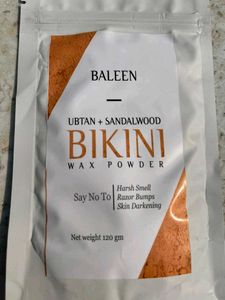 BALEEN
UBTAN + SANDALWOOD
BIKINI
WAX POWDER
Say No To
Harsh Smell
Razor Bumps
Skin Darkening
Net weight 120 gm